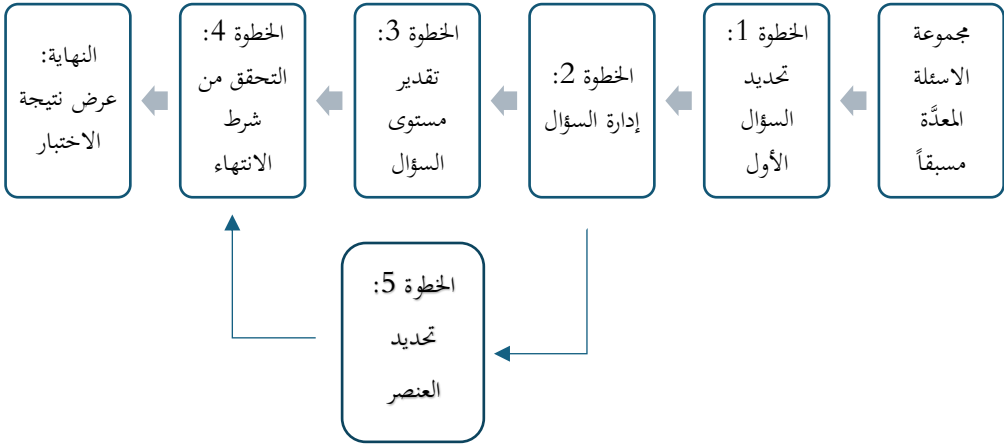 مجموعة
الاسئلة
المعدَّة
مسبقاً
الخطوة 1:
تحديد
السؤال
الأول
الخطوة 2:
إدارة السؤال
الخطوة 3:
تقدير
مستوى
السؤال
الخطوة 4:
التحقق من
شرط
الانتهاء
النهاية:
عرض نتيجة
الاختبار
الخطوة 5:
تحديد
العنصر